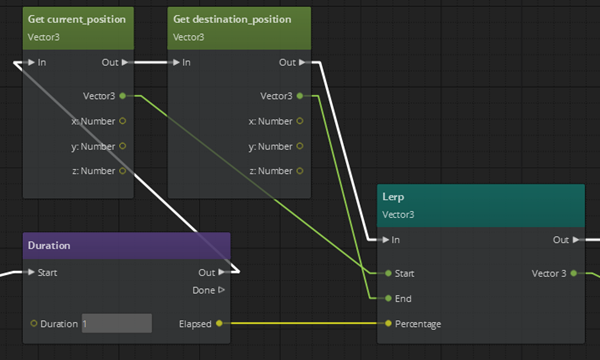 Get current_position
Vector3
In
Out
Vector3
x: Number
y: Number
z: Number
Get destination_position
Vector3
In
Out
Vector3
x: Number
y: Number
z: Number
Duration
Start
Out
Done
Duration 1
Elapsed
Lerp
Vector3
In
Out
Start
Vector 3
End
Percentage